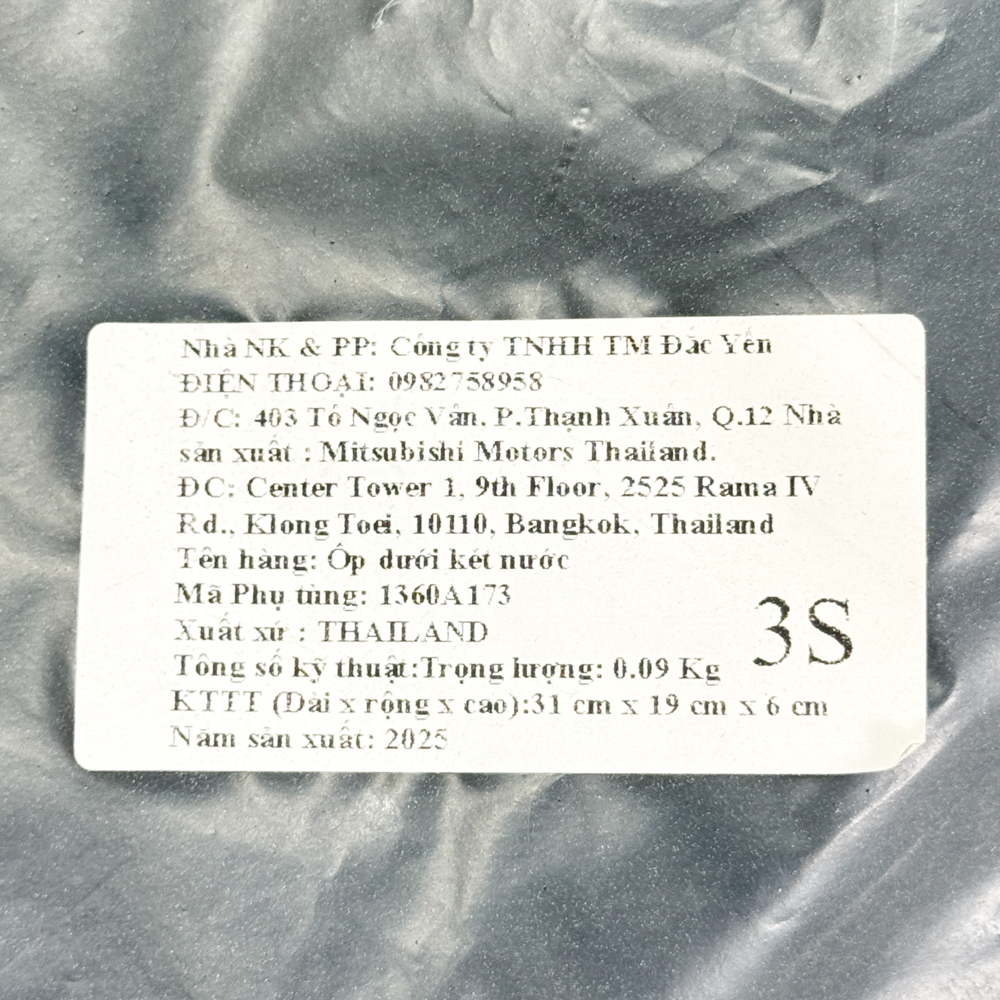 Nhà NK & PP: Công ty TNHH TM Đắc Yến
ĐIỆN THOẠI: 0982758958
Đ/C: 403 Tô Ngọc Vân. P.Thạnh Xuân, Q.12 Nhà
sản xuất : Mitsubishi Motors Thailand.
ĐC: Center Tower 1, 9th Floor, 2525 Rama IV
Rd., Klong Toei, 10110, Bangkok, Thailand
Tên hàng: Ốp dưới két nước
Mã Phụ tùng: 1360A173
Xuất xứ : THAILAND
Tông số kỹ thuật:Trọng lượng: 0.09 Kg
KTTT (Dài x rộng x cao):31 cm x 19 cm x 6 cm
Năm sản xuất: 2025
3S